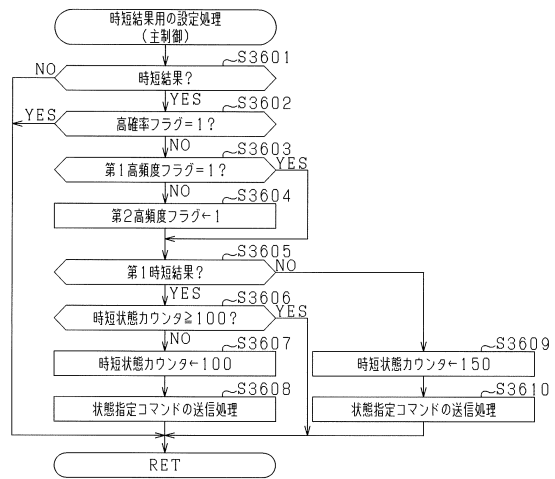 時短結果用の設定処理
(主制御)
S3601
NO
時短結果?
YES
S3602
YES
高確率フラグ=1?
NO
S3603
第1高頻度フラグ=1?
YES
NO
S3604
第2高頻度フラグ←1
S3605
第1時短結果?
NO
YES
S3606
時短状態カウンタ≧100?
YES
NO
S3607
時短状態カウンタ←100
S3609
時短状態カウンタ←150
S3608
状態指定コマンドの送信処理
S3610
状態指定コマンドの送信処理
RET